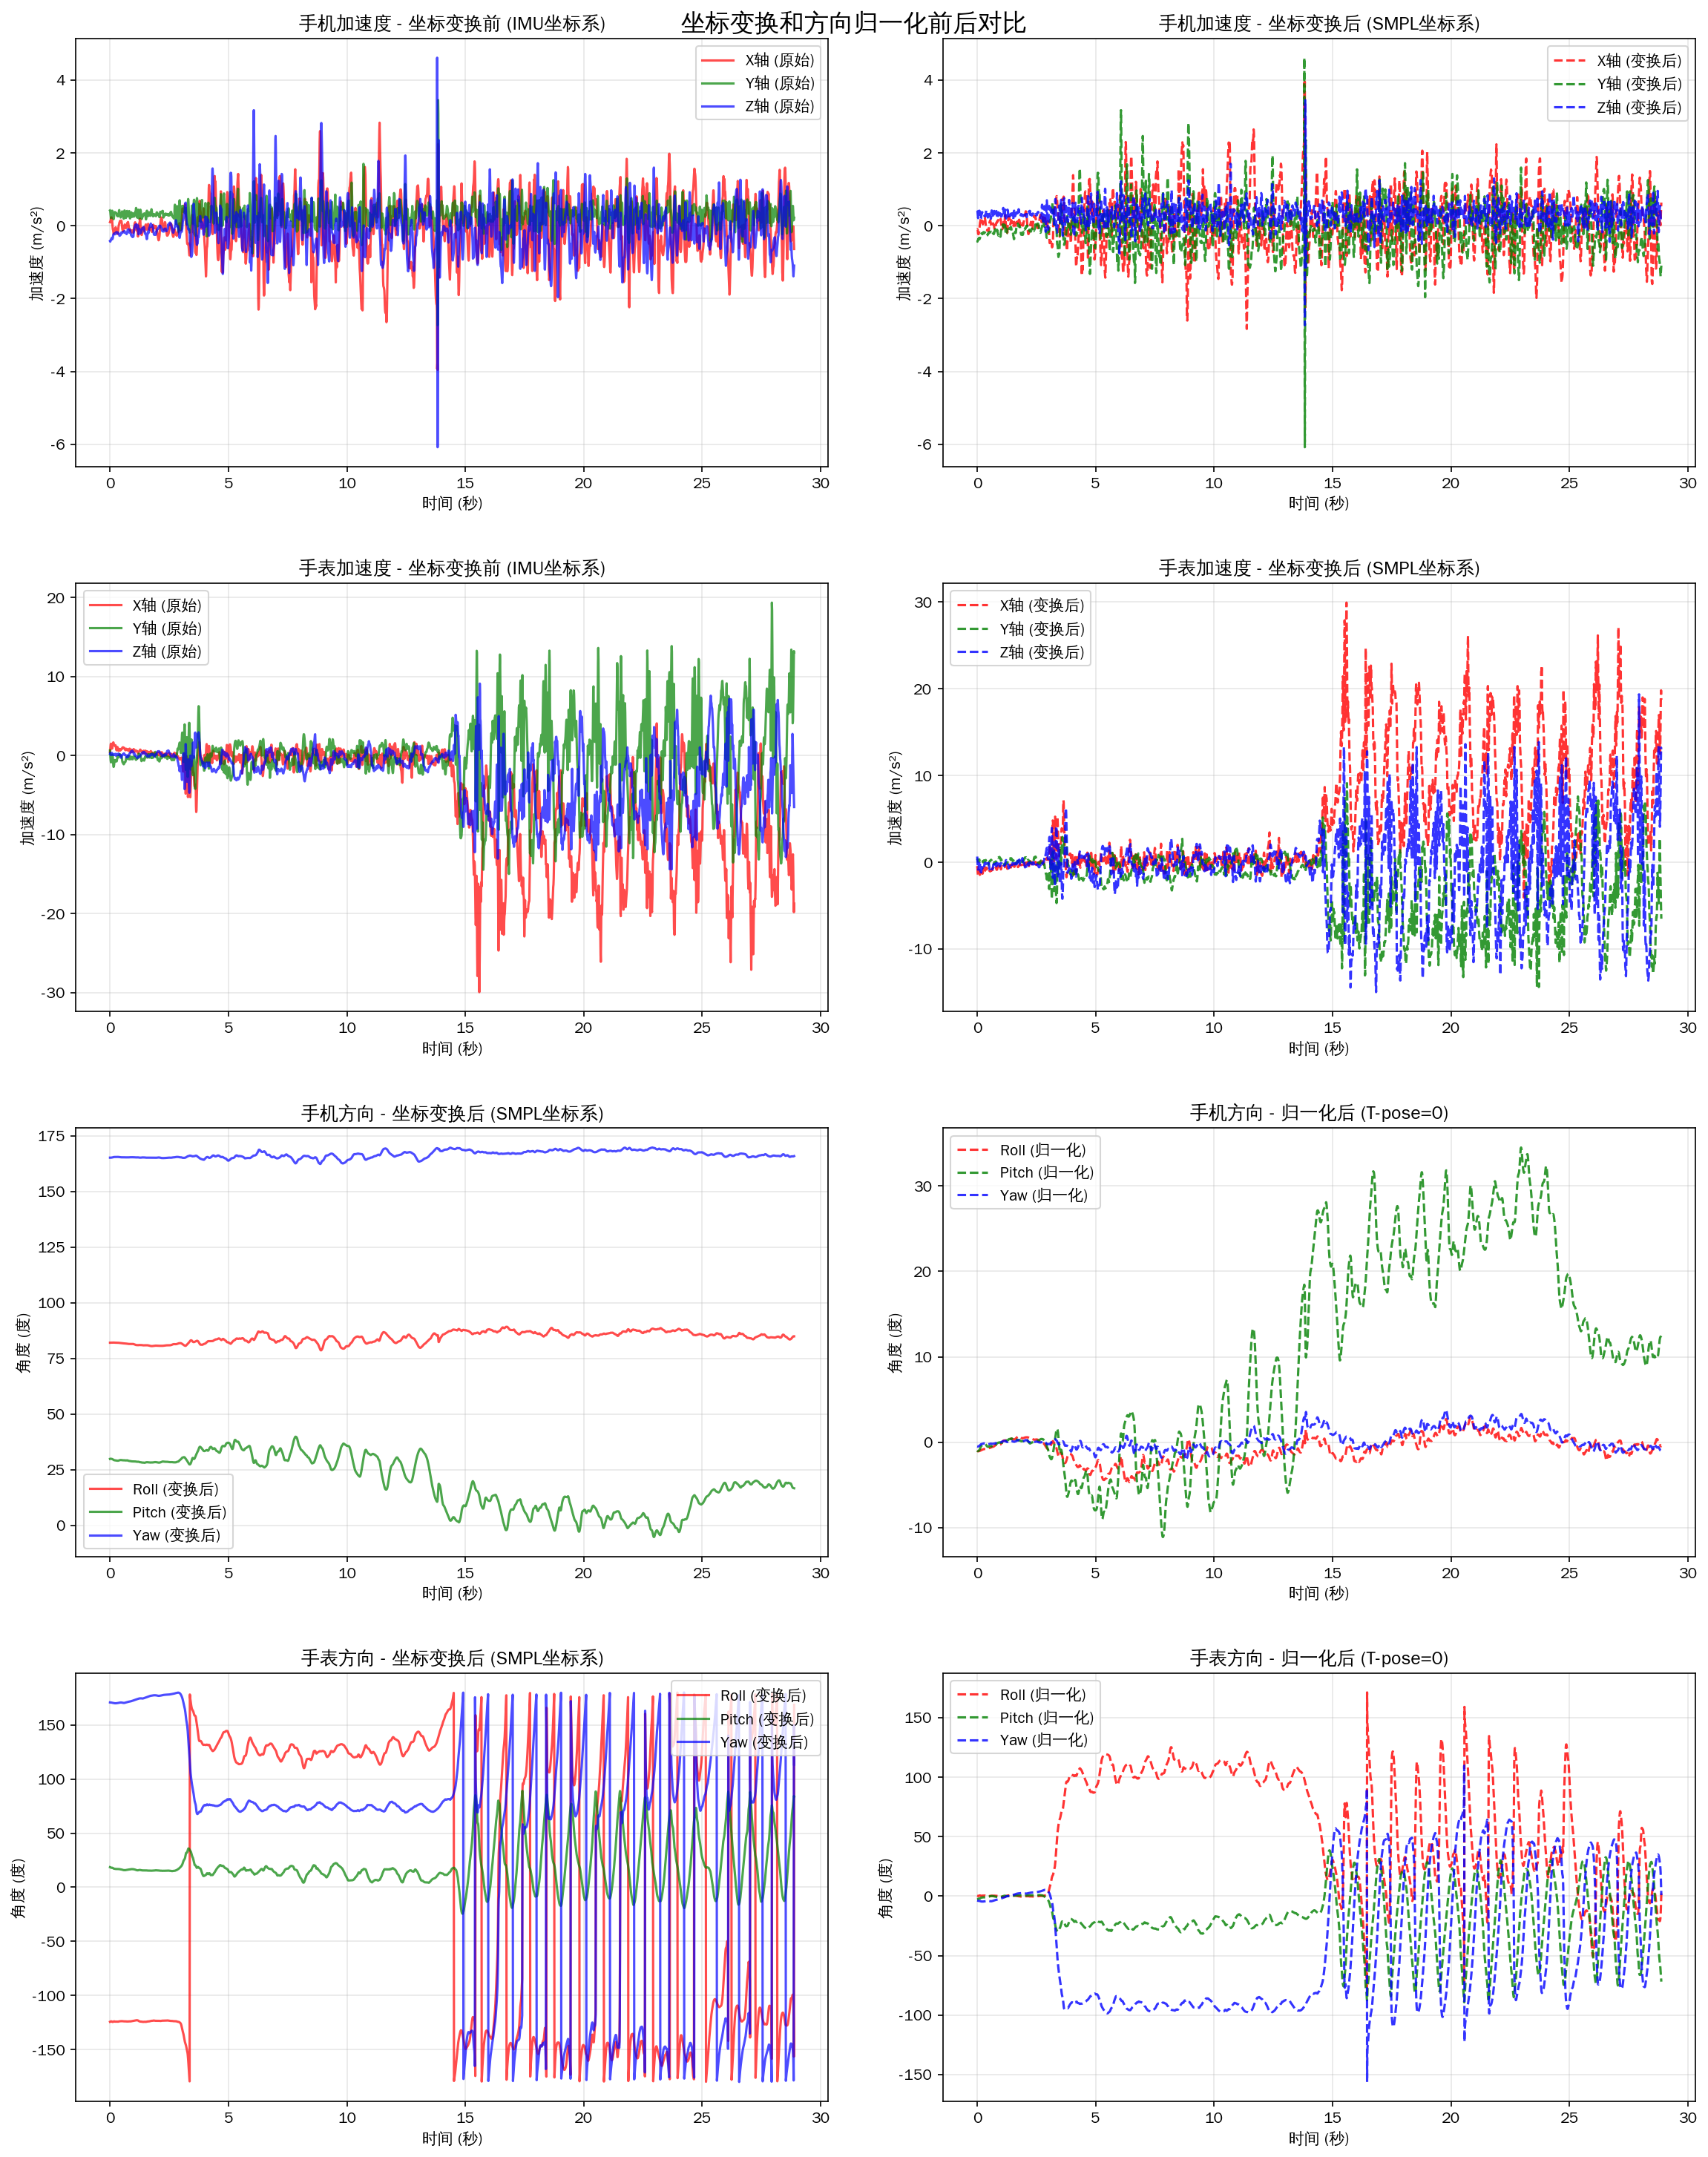 坐标变换和方向归一化前后对比
手机加速度 - 坐标变换前 (IMU坐标系)
X轴 (原始)
Y轴 (原始)
Z轴 (原始)
加速度 (m/s²)
4
2
0
-2
-4
-6
0 5 10 15 20 25 30
时间 (秒)
手机加速度 - 坐标变换后 (SMPL坐标系)
X轴 (变换后)
Y轴 (变换后)
Z轴 (变换后)
加速度 (m/s²)
4
2
0
-2
-4
-6
0 5 10 15 20 25 30
时间 (秒)
手表加速度 - 坐标变换前 (IMU坐标系)
X轴 (原始)
Y轴 (原始)
Z轴 (原始)
加速度 (m/s²)
20
10
0
-10
-20
-30
0 5 10 15 20 25 30
时间 (秒)
手表加速度 - 坐标变换后 (SMPL坐标系)
X轴 (变换后)
Y轴 (变换后)
Z轴 (变换后)
加速度 (m/s²)
30
20
10
0
-10
0 5 10 15 20 25 30
时间 (秒)
手机方向 - 坐标变换后 (SMPL坐标系)
角度 (度)
175
150
125
100
75
50
25
0
Roll (变换后)
Pitch (变换后)
Yaw (变换后)
0 5 10 15 20 25 30
时间 (秒)
手机方向 - 归一化后 (T-pose=0)
Roll (归一化)
Pitch (归一化)
Yaw (归一化)
角度 (度)
30
20
10
0
-10
0 5 10 15 20 25 30
时间 (秒)
手表方向 - 坐标变换后 (SMPL坐标系)
Roll (变换后)
Pitch (变换后)
Yaw (变换后)
角度 (度)
150
100
50
0
-50
-100
-150
0 5 10 15 20 25 30
时间 (秒)
手表方向 - 归一化后 (T-pose=0)
Roll (归一化)
Pitch (归一化)
Yaw (归一化)
角度 (度)
150
100
50
0
-50
-100
-150
0 5 10 15 20 25 30
时间 (秒)